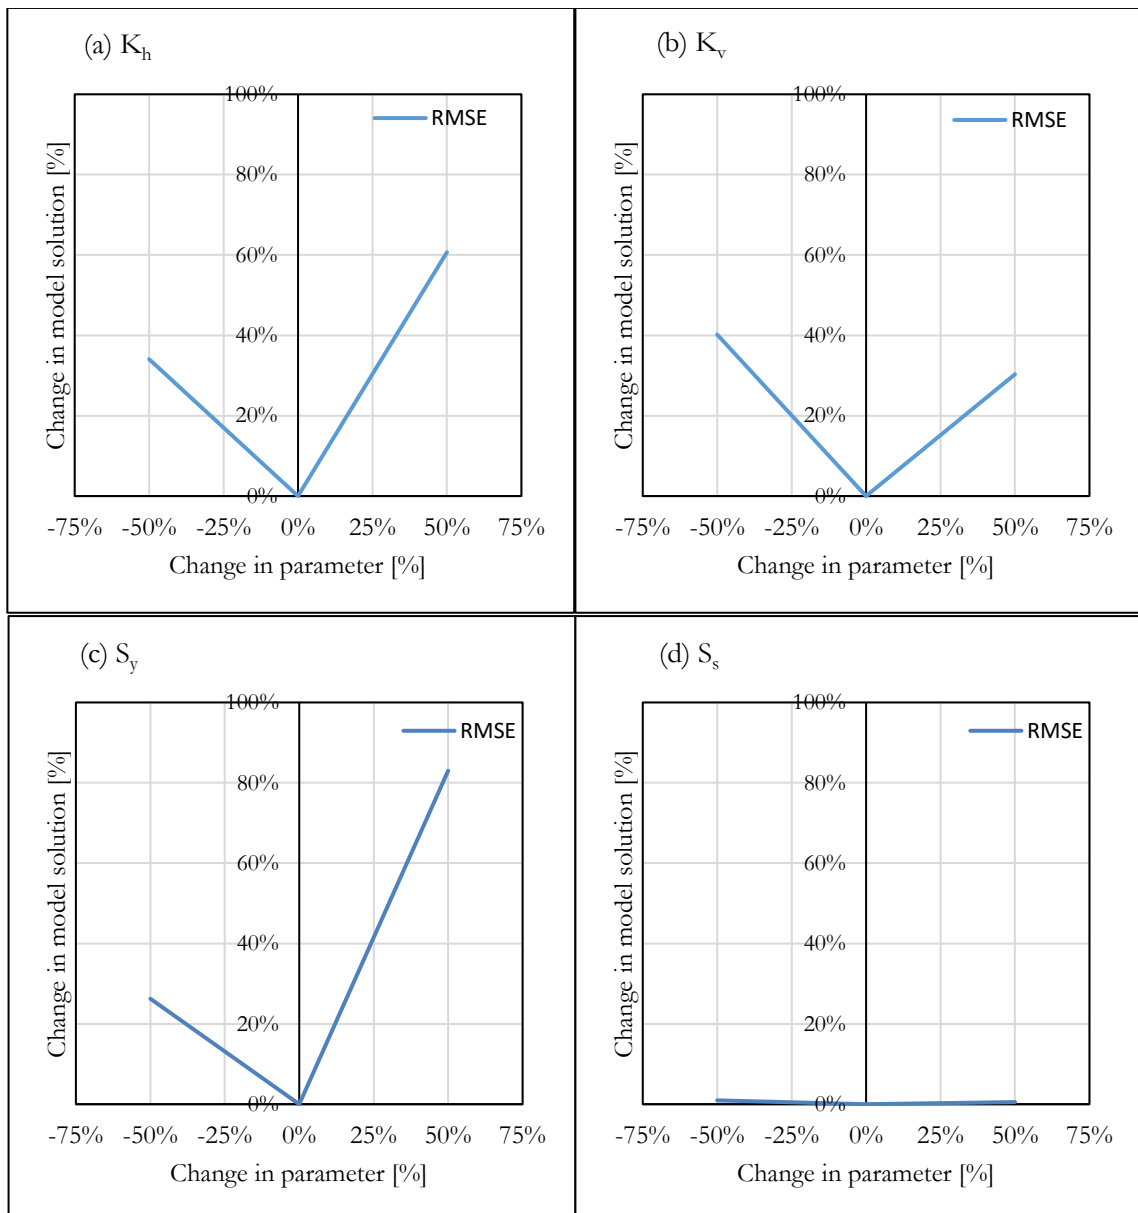 (a) K_h
100%
RMSE
80%
60%
40%
20%
0%
-75% -50% -25% 0% 25% 50% 75%
Change in parameter [%]
Change in model solution [%]
(b) K_v
100%
RMSE
80%
60%
40%
20%
0%
-75% -50% -25% 0% 25% 50% 75%
Change in parameter [%]
Change in model solution [%]
(c) S_y
100%
RMSE
80%
60%
40%
20%
0%
-75% -50% -25% 0% 25% 50% 75%
Change in parameter [%]
Change in model solution [%]
(d) S_s
100%
RMSE
80%
60%
40%
20%
0%
-75% -50% -25% 0% 25% 50% 75%
Change in parameter [%]
Change in model solution [%]